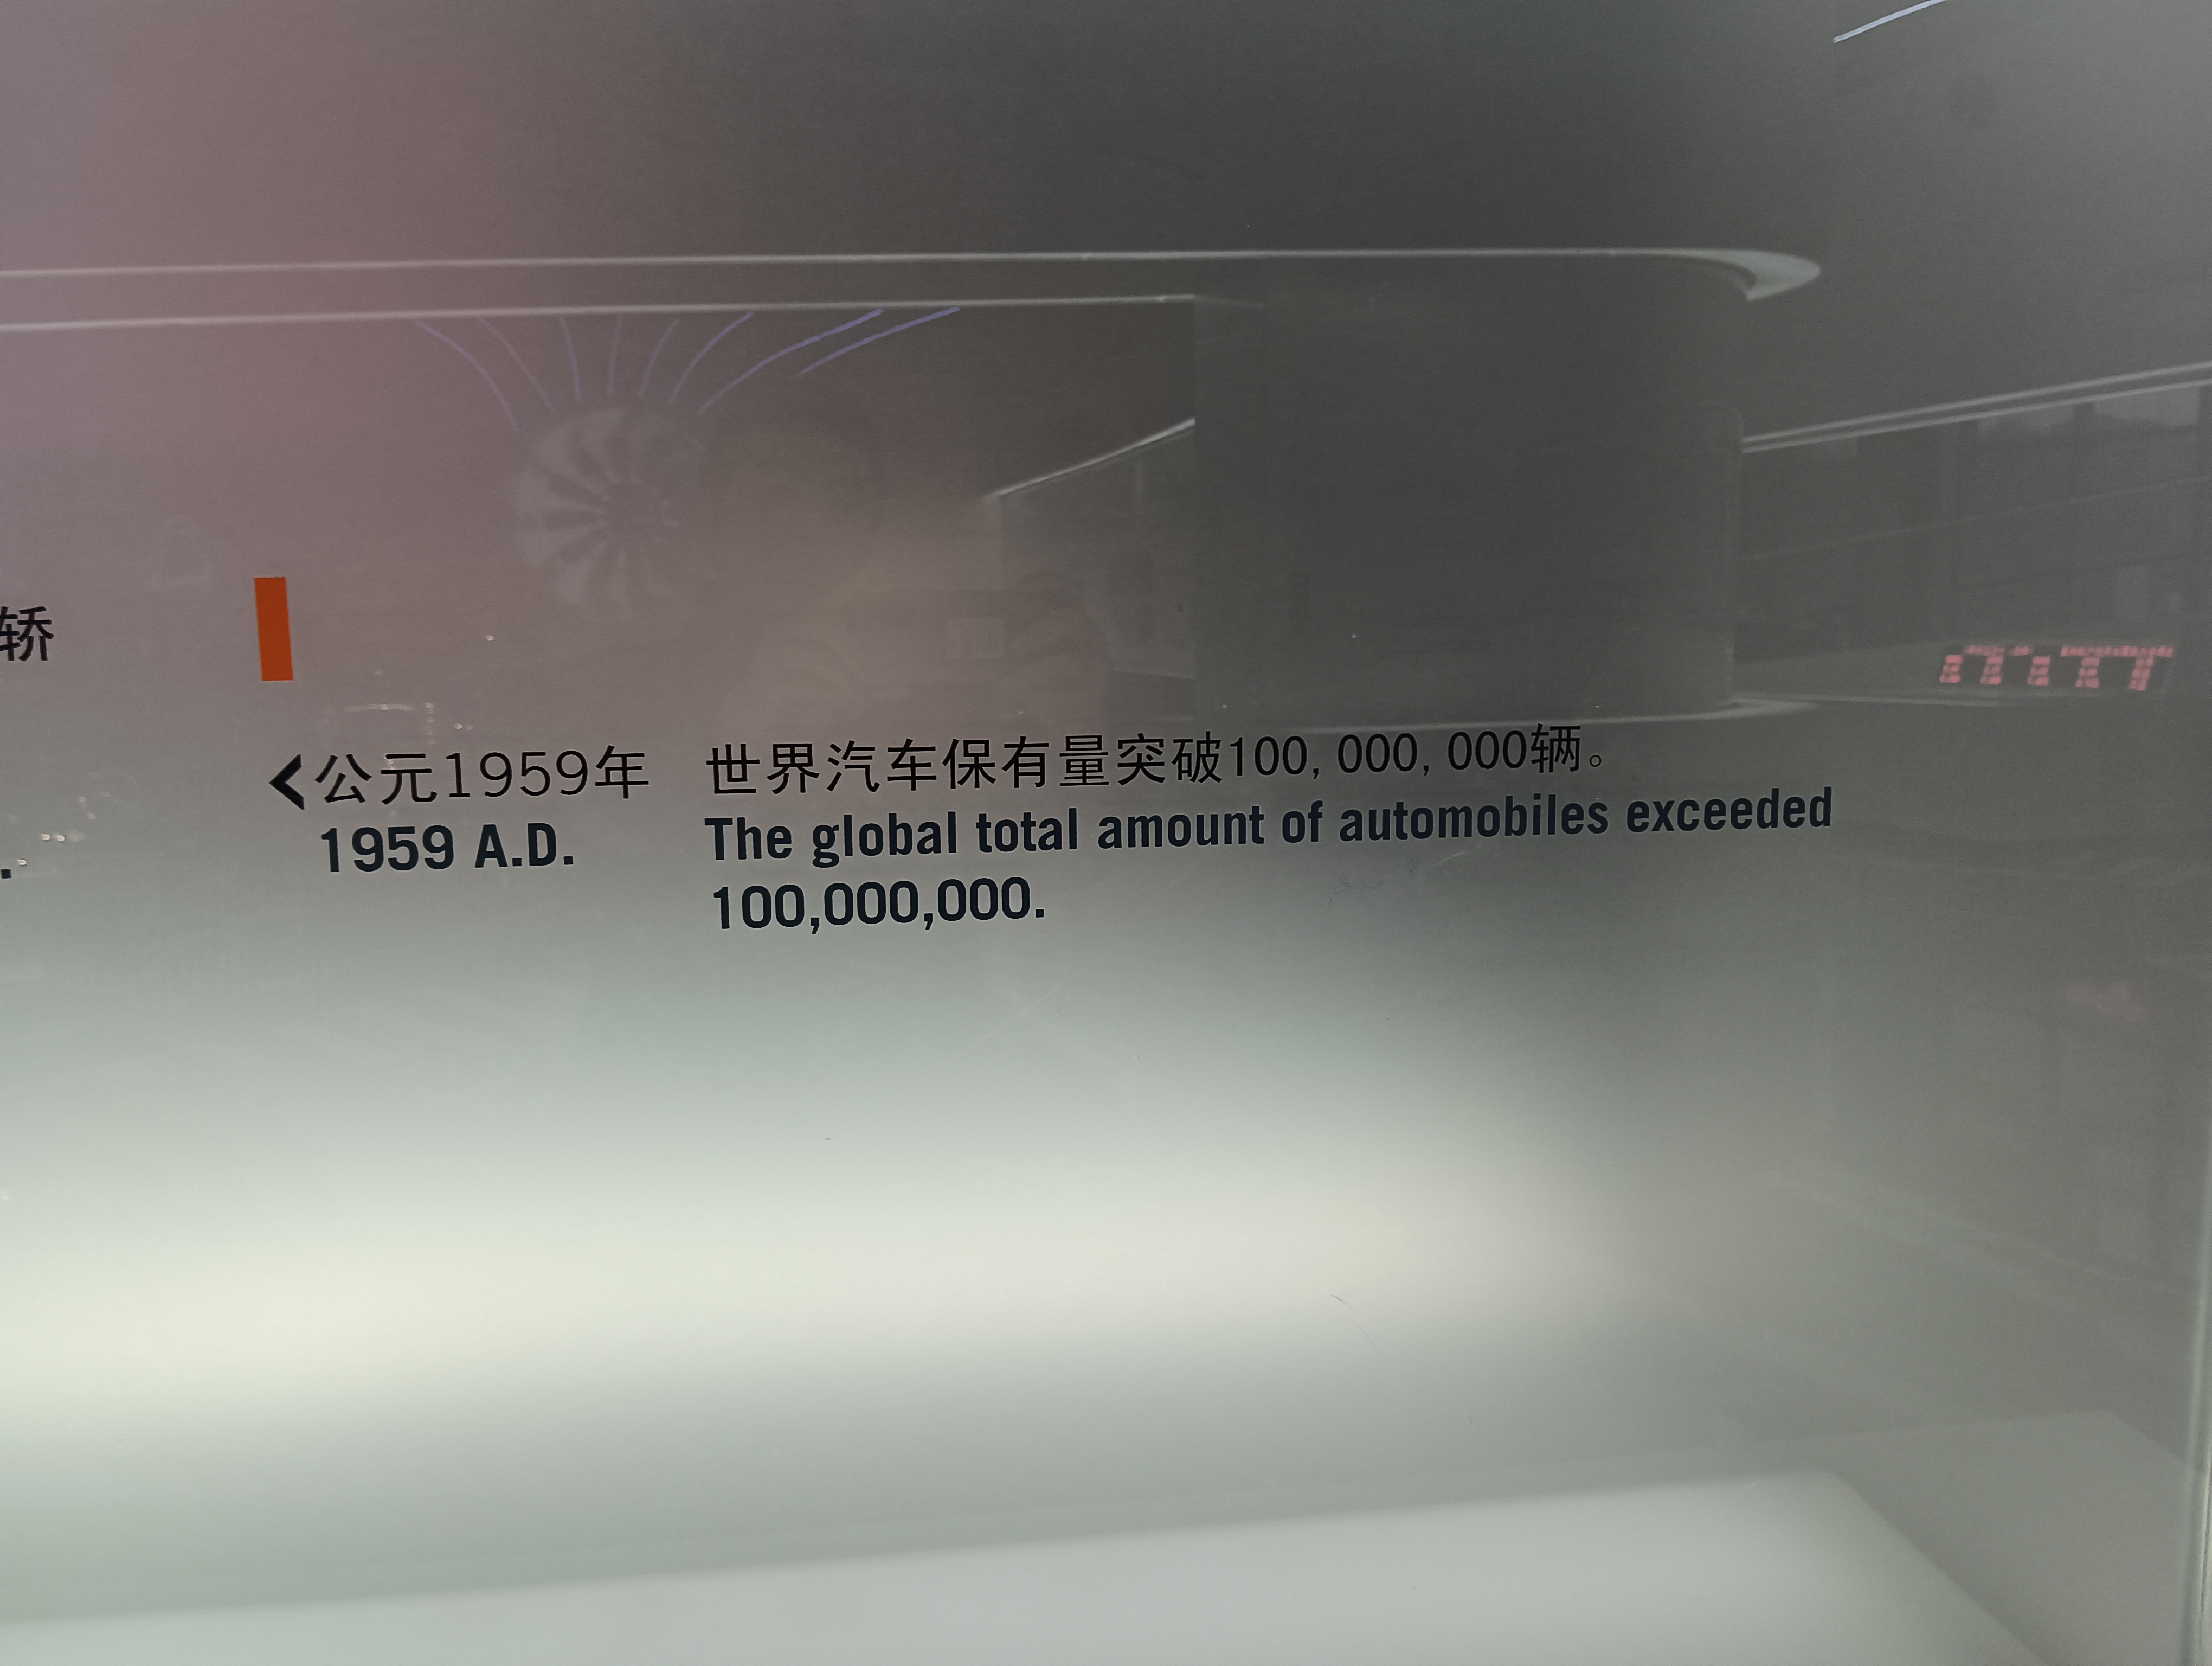 轿
公元1959年 世界汽车保有量突破100,000,000辆。
1959 A.D. The global total amount of automobiles exceeded
100,000,000.